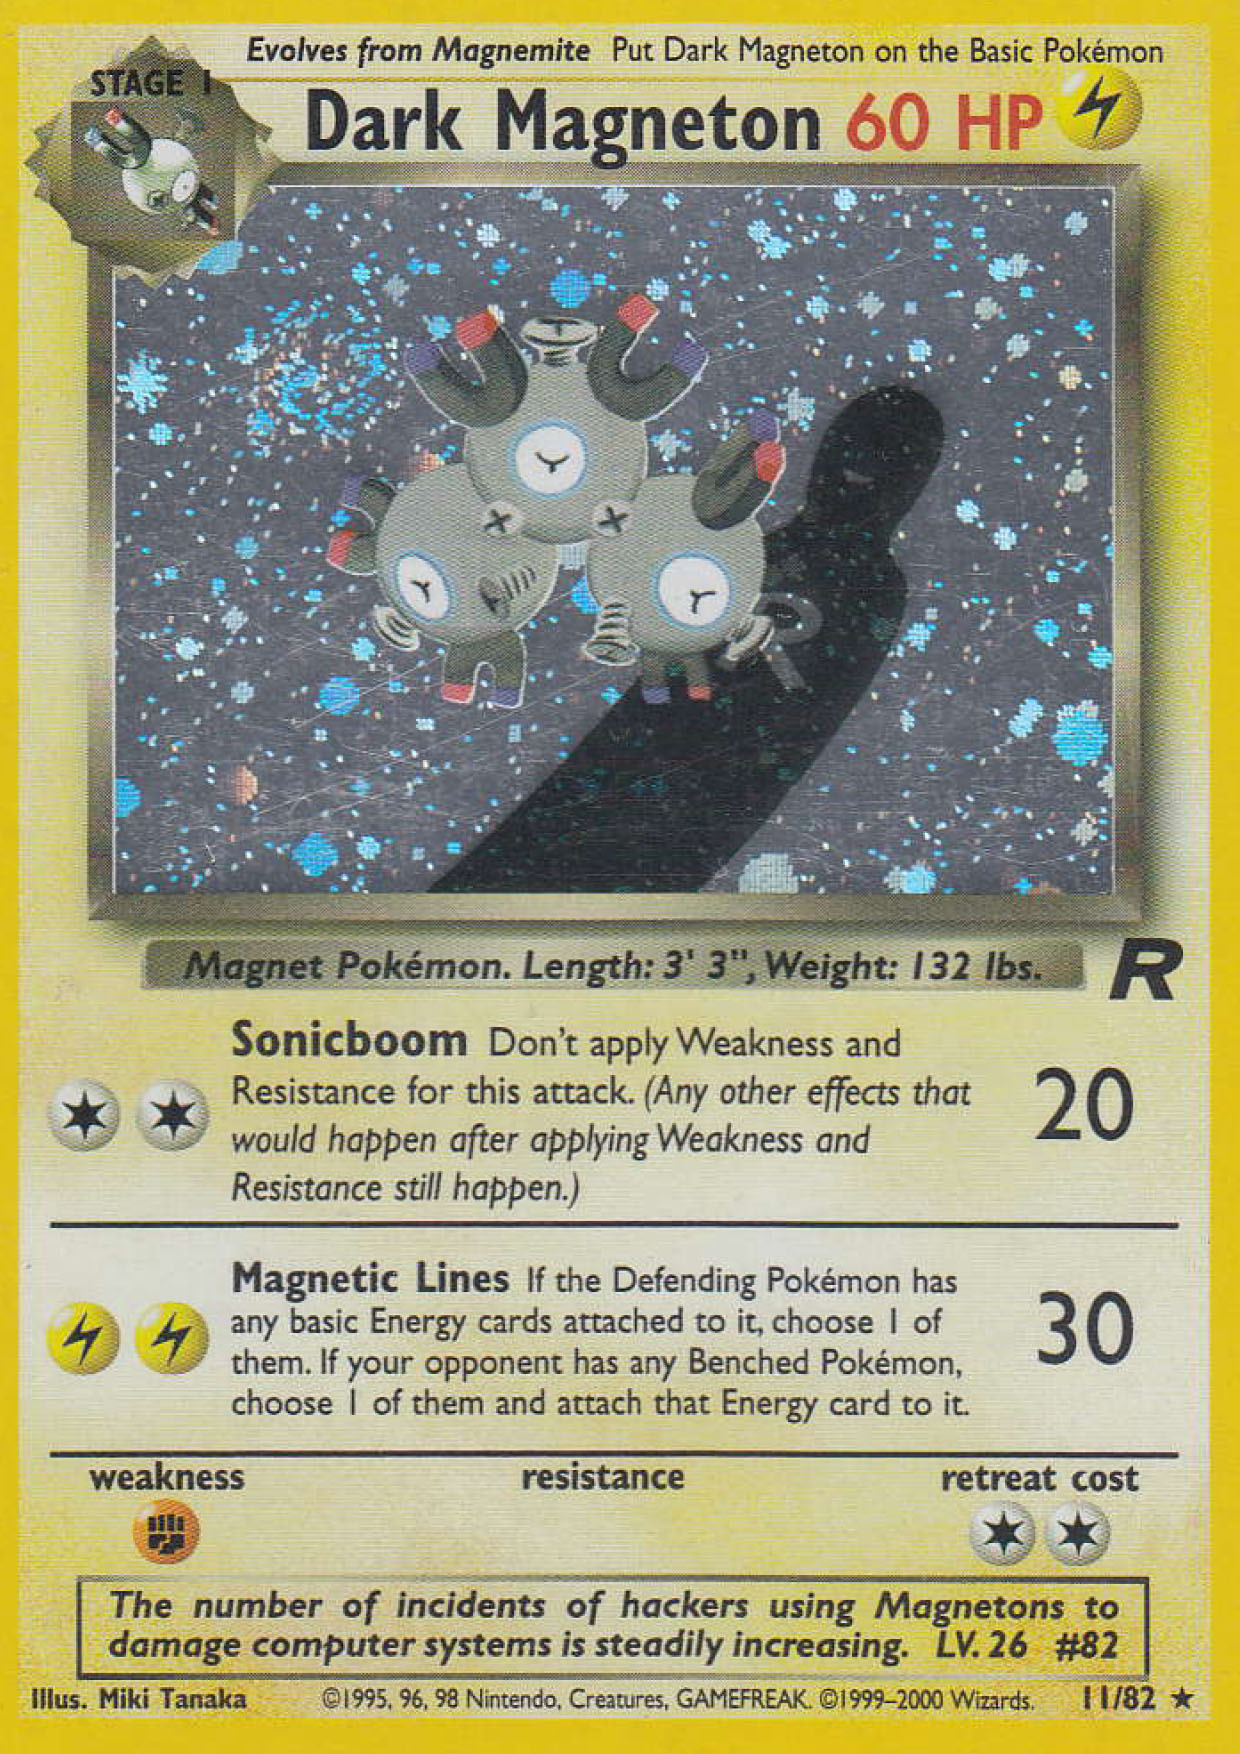 Evolves from Magnemite Put Dark Magneton on the Basic Pokémon
STAGE 1
Dark Magneton 60 HP
R
Magnet Pokémon. Length: 3' 3", Weight: 132 lbs.
R
Sonicboom Don't apply Weakness and
Resistance for this attack. (Any other effects that
would happen after applying Weakness and
Resistance still happen.)
20
Magnetic Lines If the Defending Pokémon has
any basic Energy cards attached to it, choose 1 of
them. If your opponent has any Benched Pokémon,
choose 1 of them and attach that Energy card to it.
30
weakness resistance retreat cost
The number of incidents of hackers using Magnetons to
damage computer systems is steadily increasing. LV. 26 #82
Illus. Miki Tanaka ©1995, 96, 98 Nintendo, Creatures, GAMEFREAK. ©1999–2000 Wizards. 11/82 ★